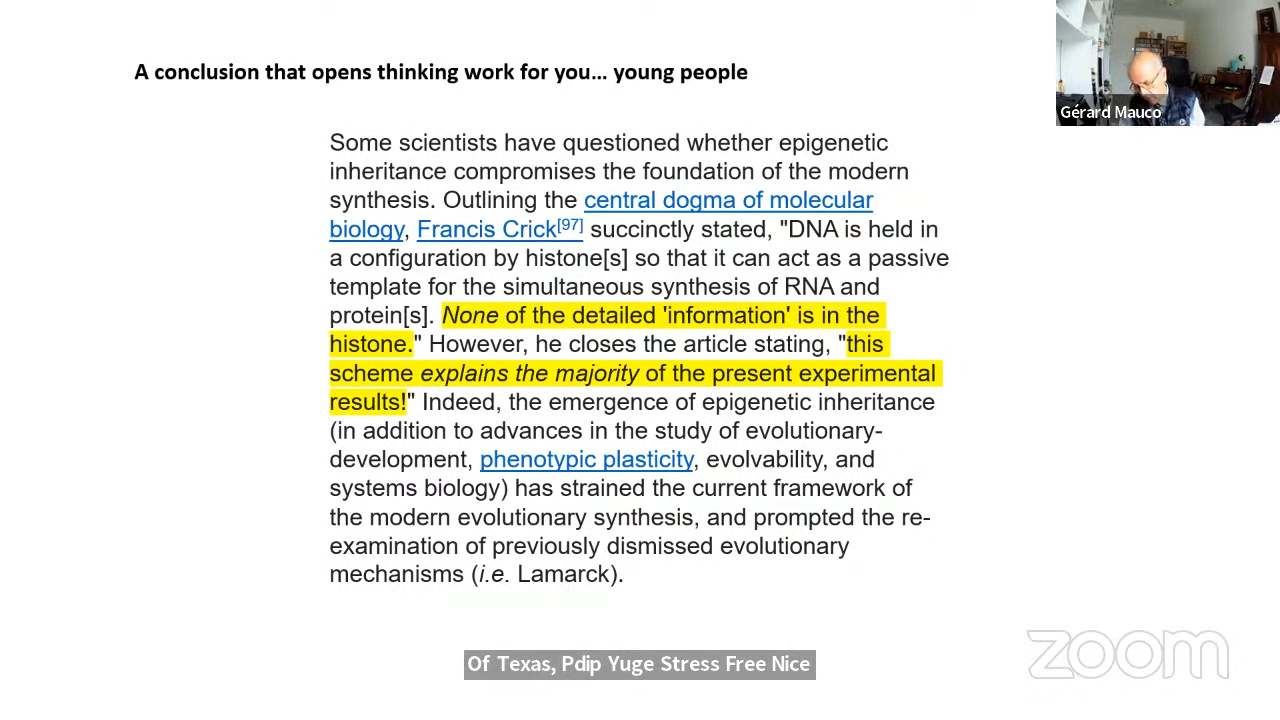 A conclusion that opens thinking work for you... young people
Gérard Mauco
Some scientists have questioned whether epigenetic
inheritance compromises the foundation of the modern
synthesis. Outlining the central dogma of molecular
biology, Francis Crick[97] succinctly stated, "DNA is held in
a configuration by histone[s] so that it can act as a passive
template for the simultaneous synthesis of RNA and
protein[s]. None of the detailed 'information' is in the
histone." However, he closes the article stating, "this
scheme explains the majority of the present experimental
results!" Indeed, the emergence of epigenetic inheritance
(in addition to advances in the study of evolutionary-
development, phenotypic plasticity, evolvability, and
systems biology) has strained the current framework of
the modern evolutionary synthesis, and prompted the re-
examination of previously dismissed evolutionary
mechanisms (i.e. Lamarck).
Of Texas, Pdip Yuge Stress Free Nice
zoom